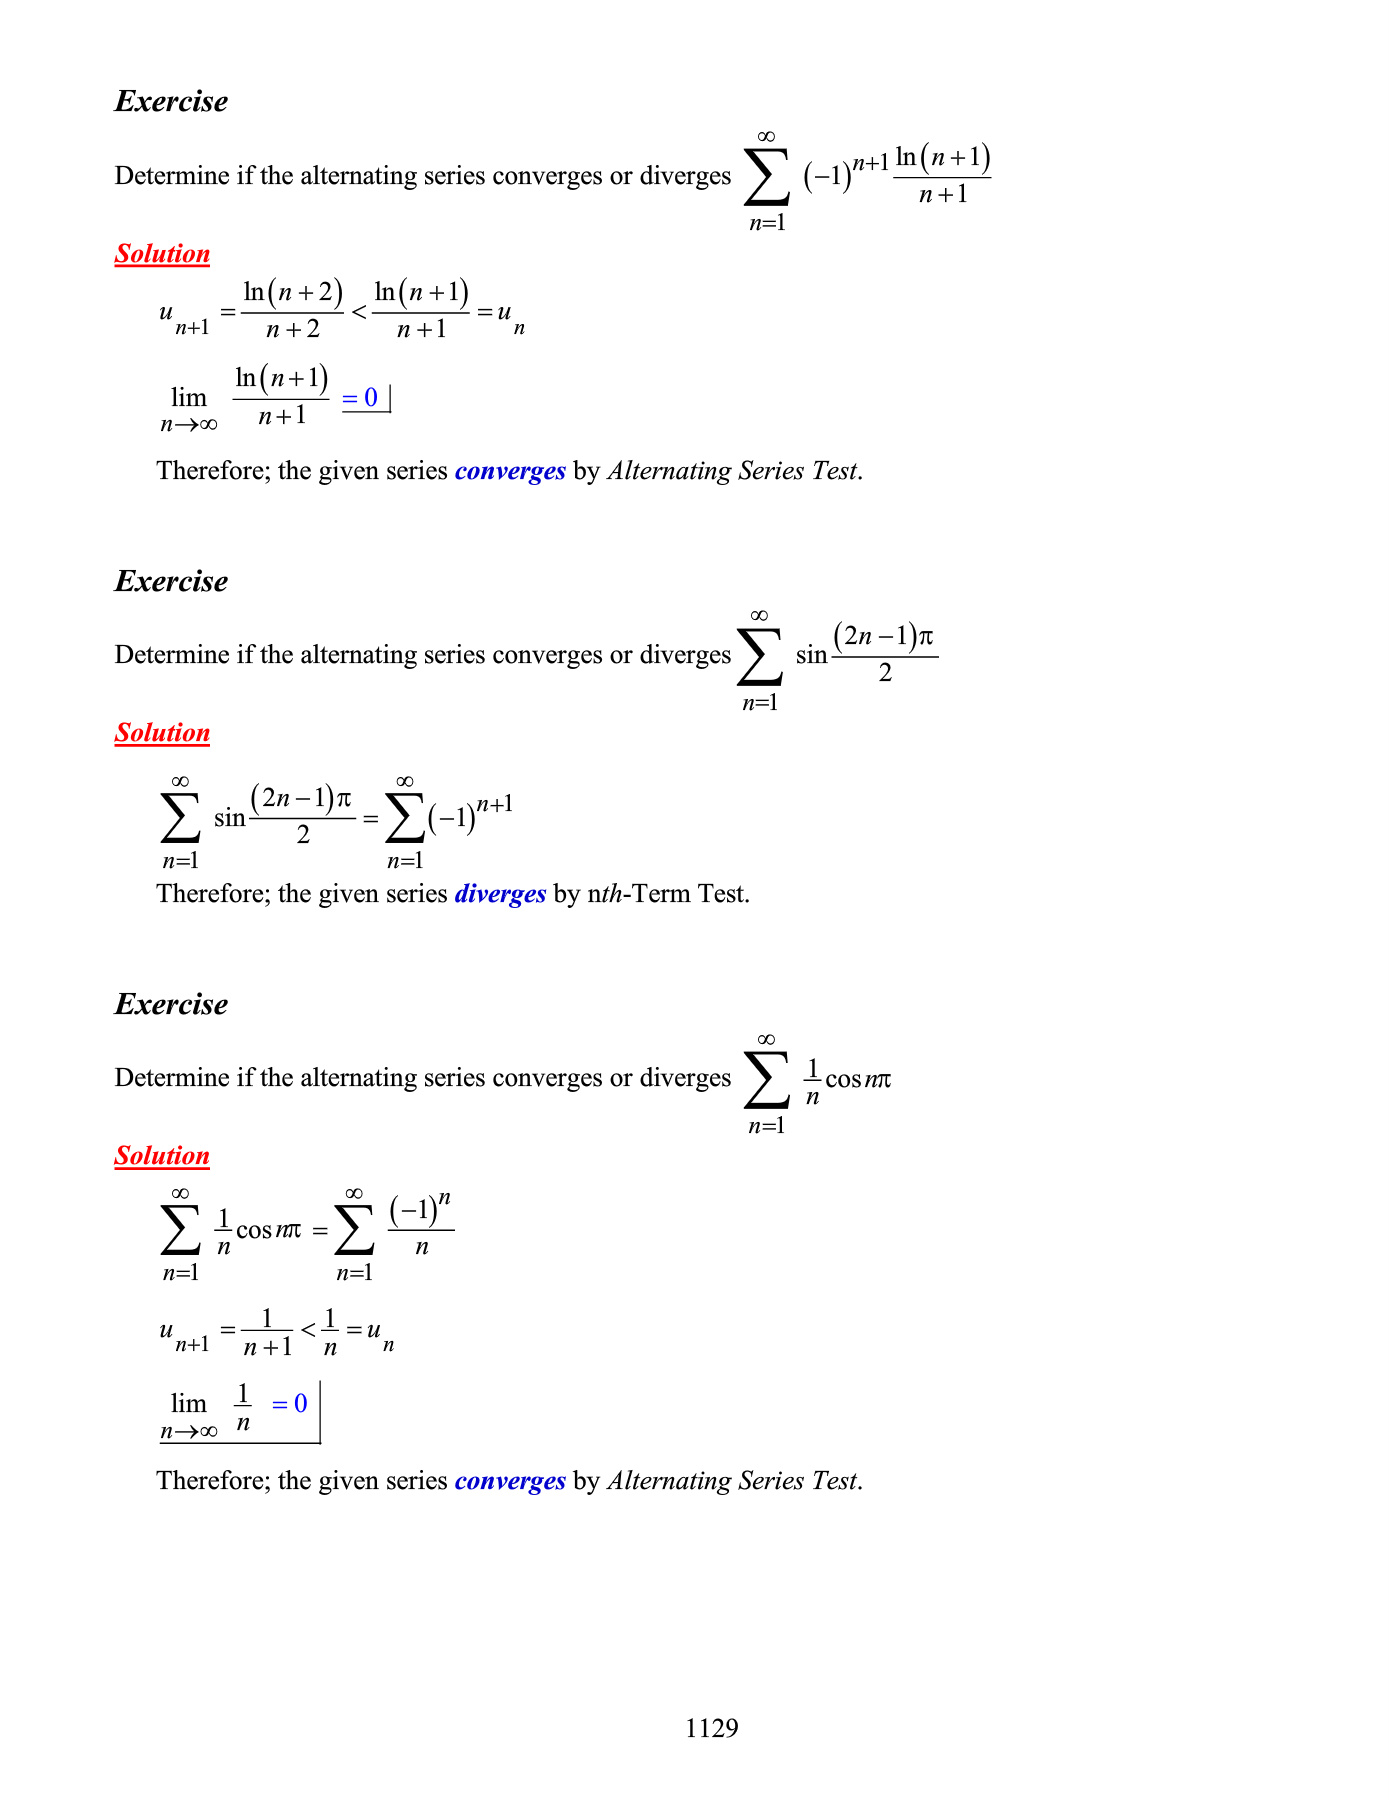 Exercise
Determine if the alternating series converges or diverges $\sum_{n=1}^{\infty} (-1)^{n+1} \frac{\ln(n+1)}{n+1}$
Solution
$u_{n+1} = \frac{\ln(n+2)}{n+2} < \frac{\ln(n+1)}{n+1} = u_n$
$\lim_{n\to\infty} \frac{\ln(n+1)}{n+1} = 0$
Therefore; the given series converges by Alternating Series Test.
Exercise
Determine if the alternating series converges or diverges $\sum_{n=1}^{\infty} \sin\frac{(2n-1)\pi}{2}$
Solution
$\sum_{n=1}^{\infty} \sin\frac{(2n-1)\pi}{2} = \sum_{n=1}^{\infty} (-1)^{n+1}$
Therefore; the given series diverges by nth-Term Test.
Exercise
Determine if the alternating series converges or diverges $\sum_{n=1}^{\infty} \frac{1}{n}\cos n\pi$
Solution
$\sum_{n=1}^{\infty} \frac{1}{n}\cos n\pi = \sum_{n=1}^{\infty} \frac{(-1)^n}{n}$
$u_{n+1} = \frac{1}{n+1} < \frac{1}{n} = u_n$
$\lim_{n\to\infty} \frac{1}{n} = 0$
Therefore; the given series converges by Alternating Series Test.
1129